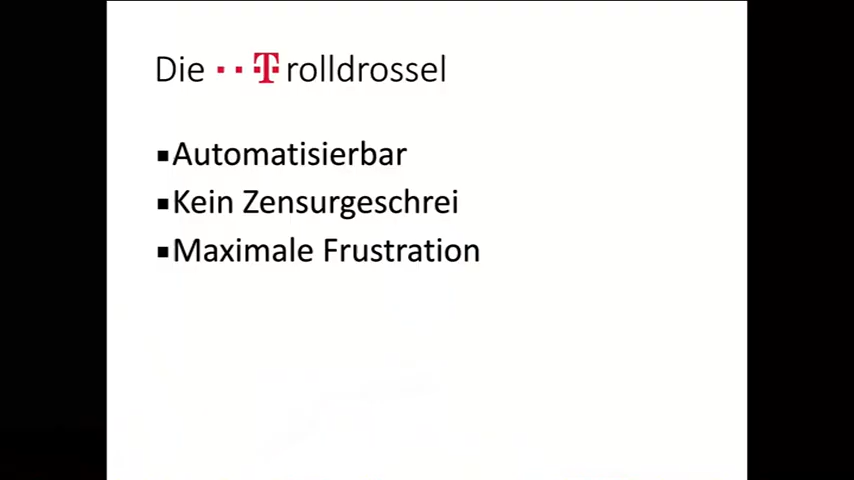 Die Trolldrossel
Automatisierbar
Kein Zensurgeschrei
Maximale Frustration